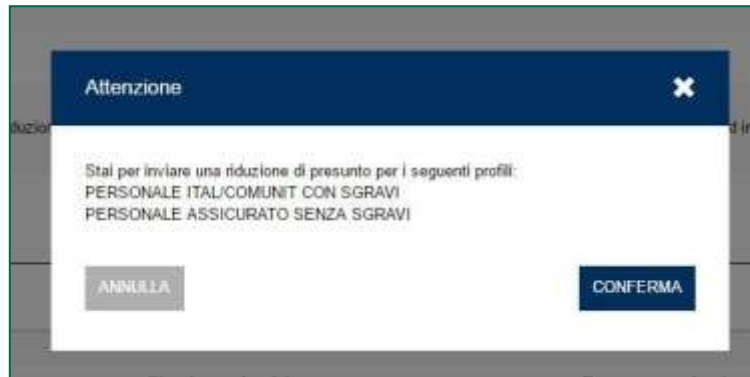 Attenzione
Stai per inviare una riduzione di presunto per i seguenti profili:
PERSONALE ITAL/COMUNIT CON SGRAVI
PERSONALE ASSICURATO SENZA SGRAVI
ANNULLA
CONFERMA